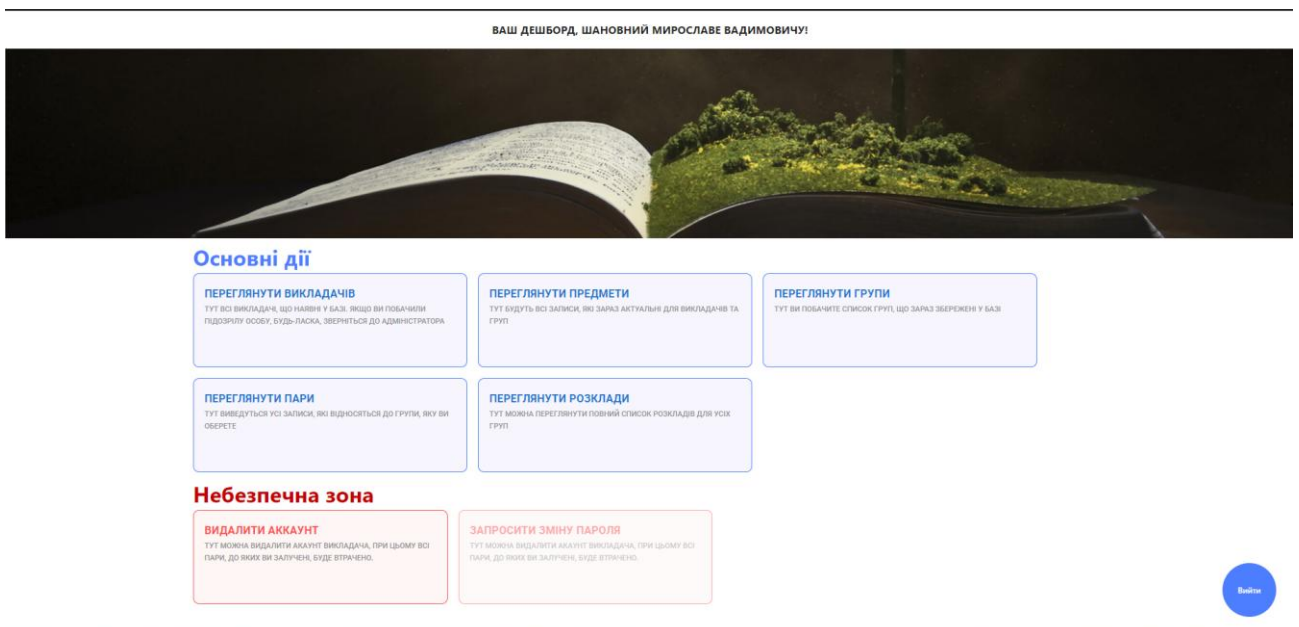 ВАШ ДЕШБОРД, ШАНОВНИЙ МИРОСЛАВЕ ВАДИМОВИЧУ!
Основні дії
ПЕРЕГЛЯНУТИ ВИКЛАДАЧІВ
ТУТ ВСІ ВИКЛАДАЧІ, ЩО НАЯВНІ У БАЗІ. ЯКЩО ВИ ПОБАЧИЛИ
ПІДОЗРІЛУ ОСОБУ, БУДЬ-ЛАСКА, ЗВЕРНІТЬСЯ ДО АДМІНІСТРАТОРА
ПЕРЕГЛЯНУТИ ПРЕДМЕТИ
ТУТ БУДУТЬ ВСІ ЗАПИСИ, ЯКІ ЗАРАЗ АКТУАЛЬНІ ДЛЯ ВИКЛАДАЧІВ ТА
ГРУП
ПЕРЕГЛЯНУТИ ГРУПИ
ТУТ ВИ ПОБАЧИТЕ СПИСОК ГРУП, ЩО ЗАРАЗ ЗБЕРЕЖЕНІ У БАЗІ
ПЕРЕГЛЯНУТИ ПАРИ
ТУТ ВИВЕДУТЬСЯ УСІ ЗАПИСИ, ЯКІ ВІДНОСЯТЬСЯ ДО ГРУПИ, ЯКУ ВИ
ОБЕРЕТЕ
ПЕРЕГЛЯНУТИ РОЗКЛАДИ
ТУТ МОЖНА ПЕРЕГЛЯНУТИ ПОВНИЙ СПИСОК РОЗКЛАДІВ ДЛЯ УСІХ
ГРУП
Небезпечна зона
ВИДАЛИТИ АККАУНТ
ТУТ МОЖНА ВИДАЛИТИ АКАУНТ ВИКЛАДАЧА, ПРИ ЦЬОМУ ВСІ
ПАРИ, ДО ЯКИХ ВИ ЗАЛУЧЕНІ, БУДЕ ВТРАЧЕНО.
ЗАПРОСИТИ ЗМІНУ ПАРОЛЯ
ТУТ МОЖНА ВИДАЛИТИ АКАУНТ ВИКЛАДАЧА, ПРИ ЦЬОМУ ВСІ
ПАРИ, ДО ЯКИХ ВИ ЗАЛУЧЕНІ, БУДЕ ВТРАЧЕНО.
Вийти